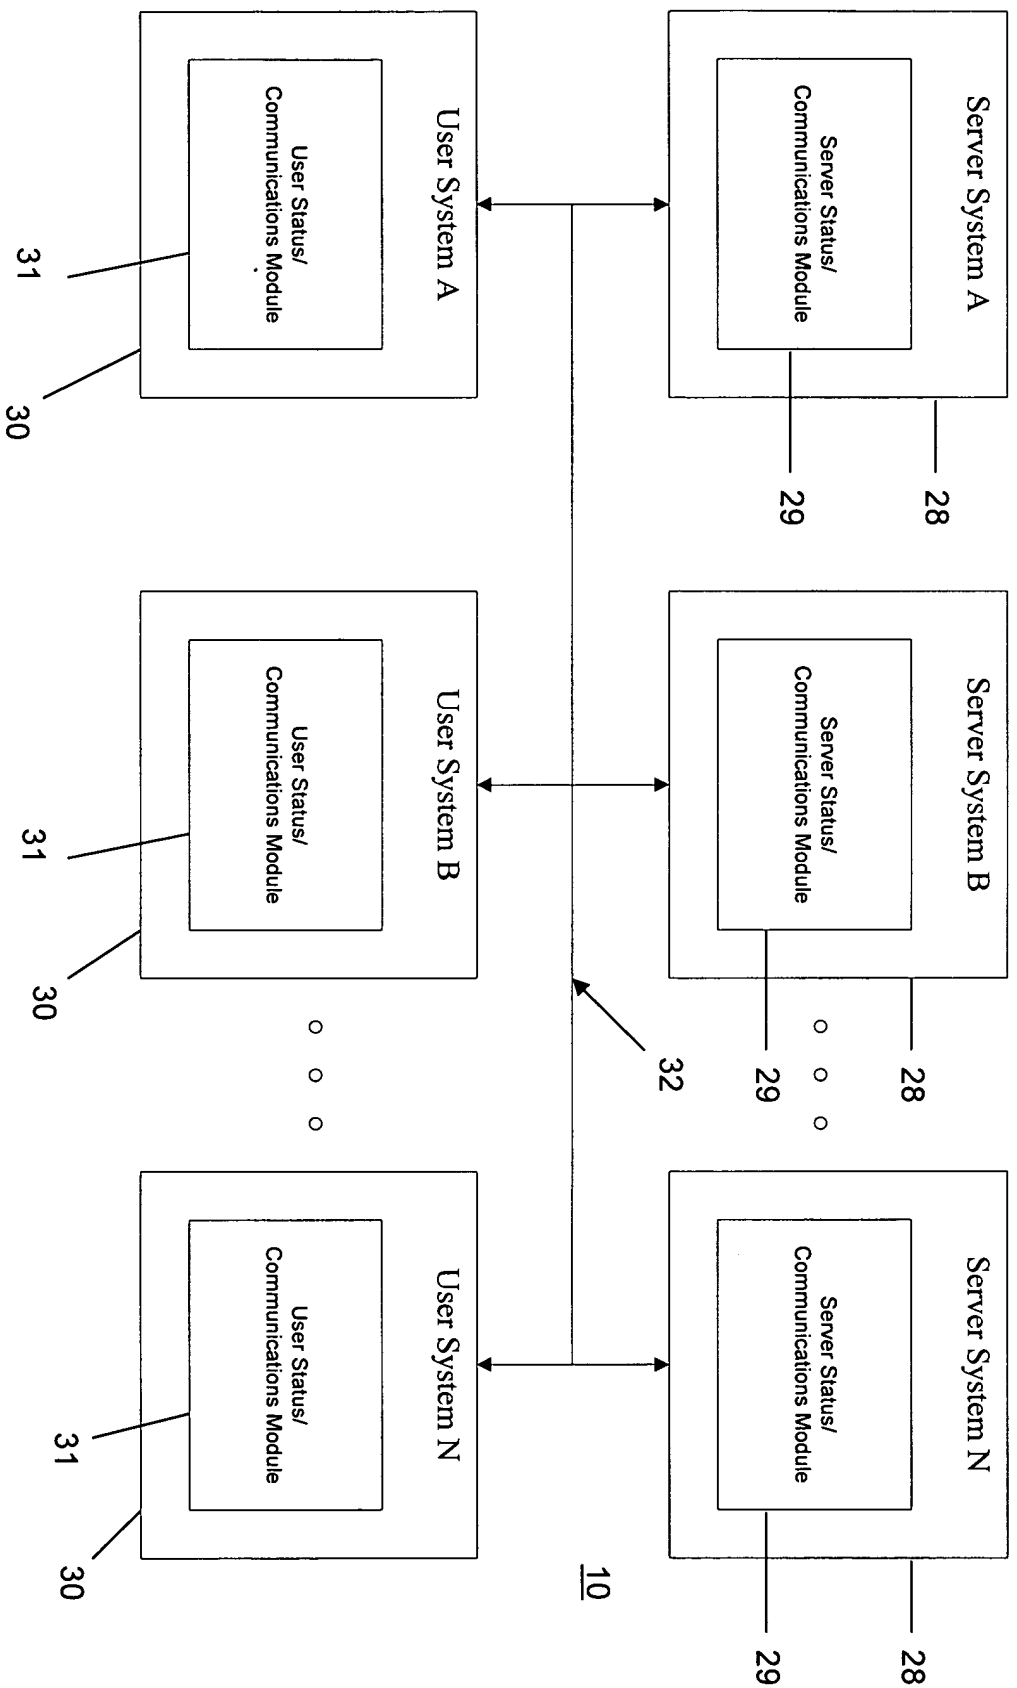 Server System A
Server Status/
Communications Module
28
29
Server System B
Server Status/
Communications Module
28
29
Server System N
Server Status/
Communications Module
28
29
32
10
User System A
User Status/
Communications Module
31
30
User System B
User Status/
Communications Module
31
30
User System N
User Status/
Communications Module
31
30